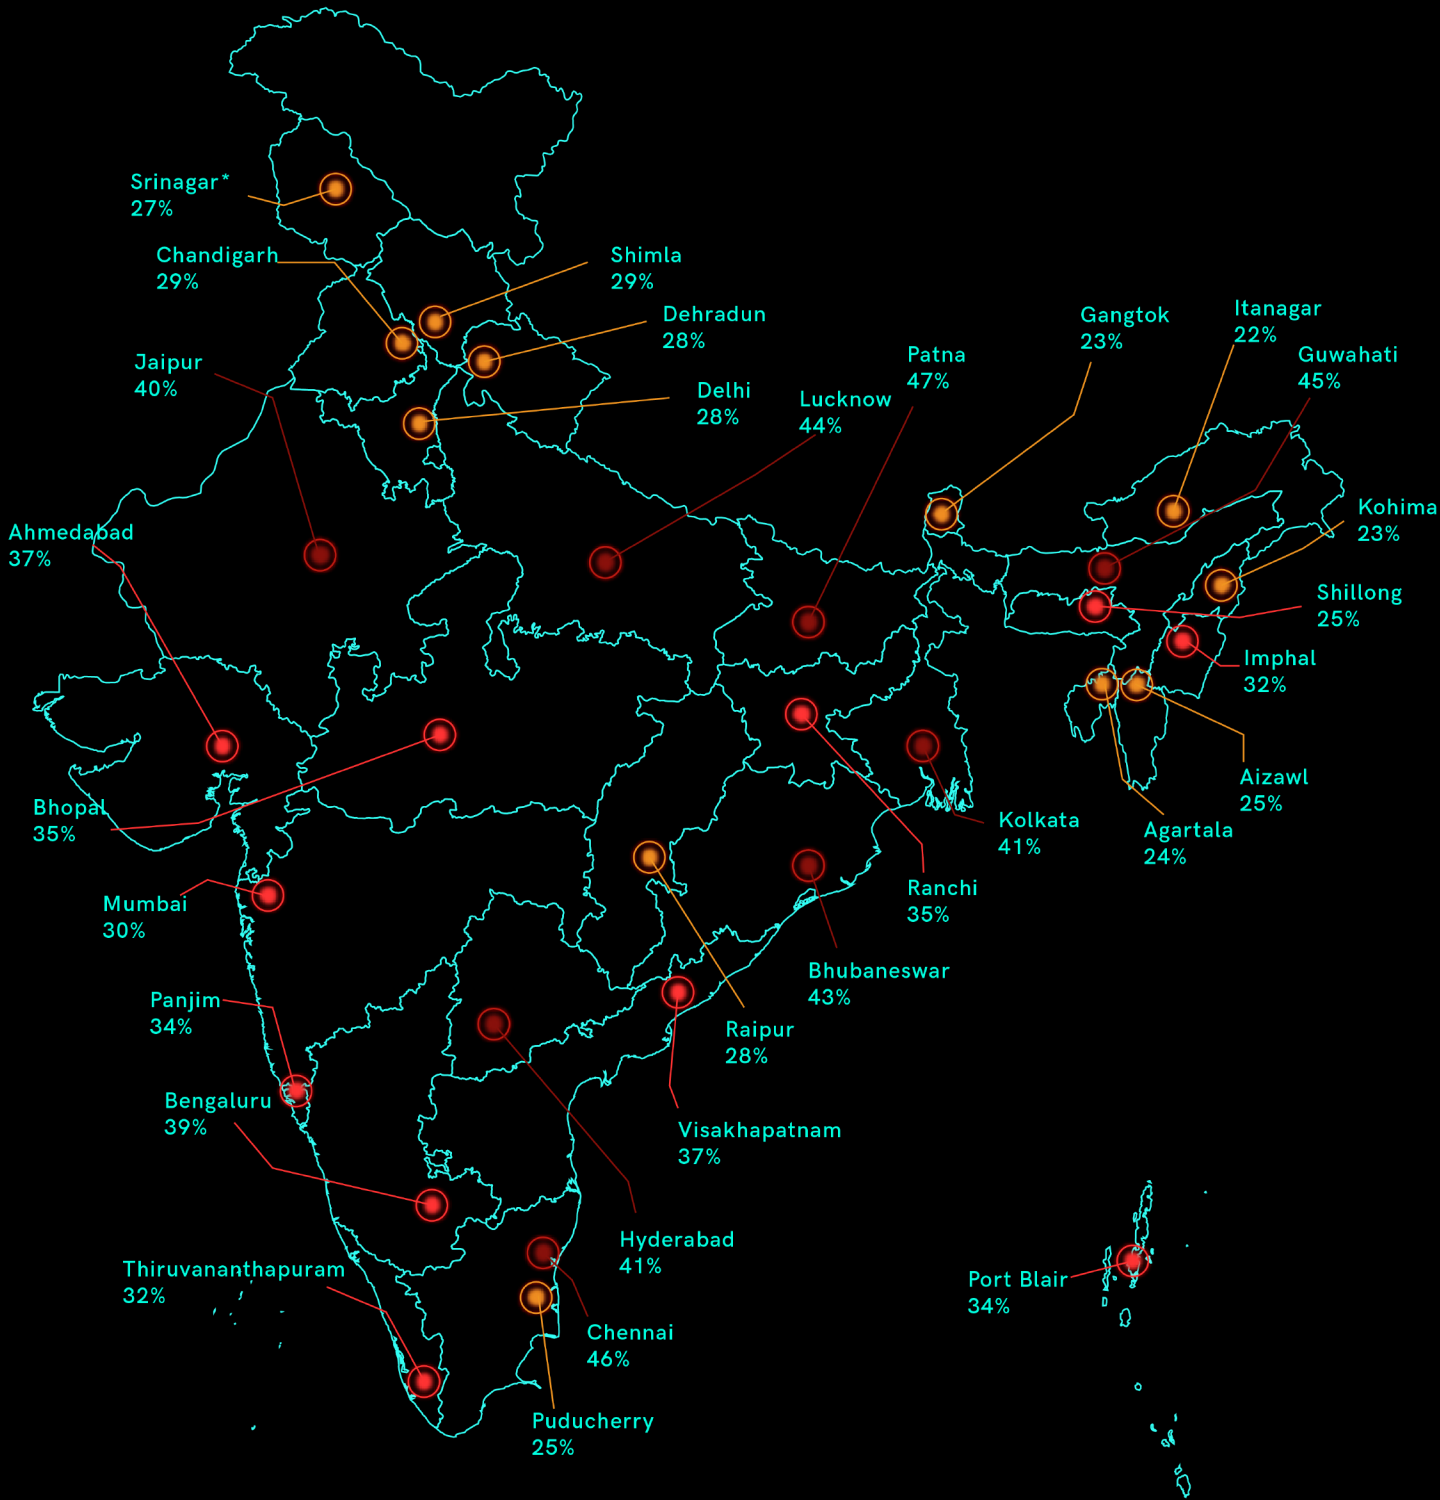 Srinagar*
27%
Chandigarh
29%
Shimla
29%
Dehradun
28%
Gangtok
23%
Itanagar
22%
Jaipur
40%
Delhi
28%
Lucknow
44%
Patna
47%
Guwahati
45%
Ahmedabad
37%
Kohima
23%
Shillong
25%
Imphal
32%
Bhopal
35%
Aizawl
25%
Kolkata
41%
Agartala
24%
Mumbai
30%
Ranchi
35%
Bhubaneswar
43%
Panjim
34%
Raipur
28%
Bengaluru
39%
Visakhapatnam
37%
Hyderabad
41%
Thiruvananthapuram
32%
Port Blair
34%
Chennai
46%
Puducherry
25%